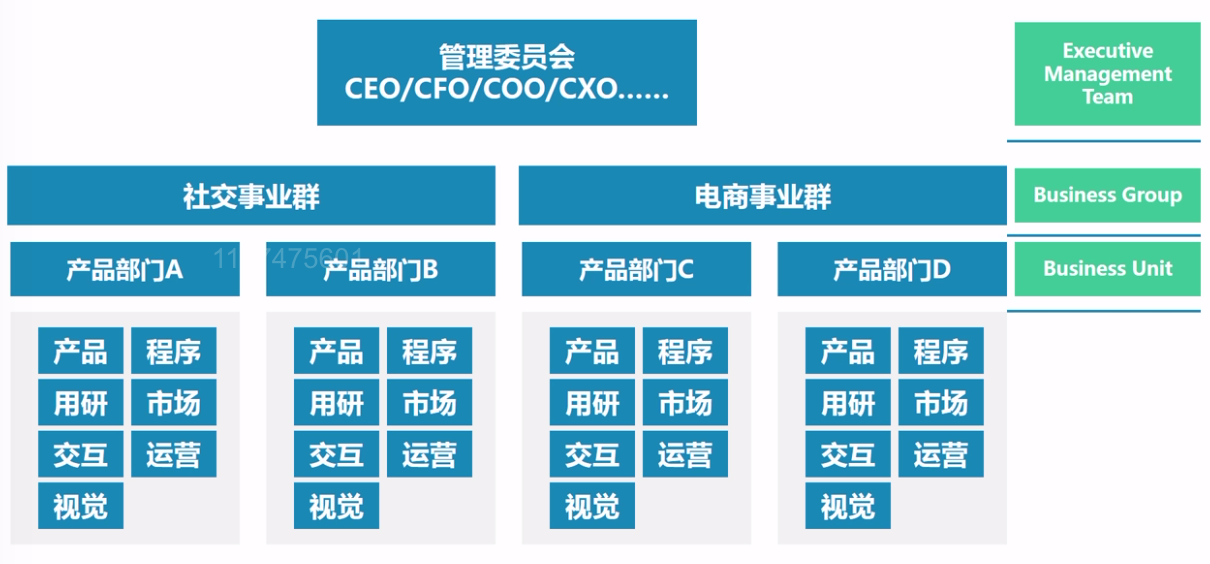 管理委员会
CEO/CFO/COO/CXO......
Executive
Management
Team
社交事业群
电商事业群
Business Group
产品部门A
产品部门B
产品部门C
产品部门D
Business Unit
产品 程序
用研 市场
交互 运营
视觉
产品 程序
用研 市场
交互 运营
视觉
产品 程序
用研 市场
交互 运营
视觉
产品 程序
用研 市场
交互 运营
视觉